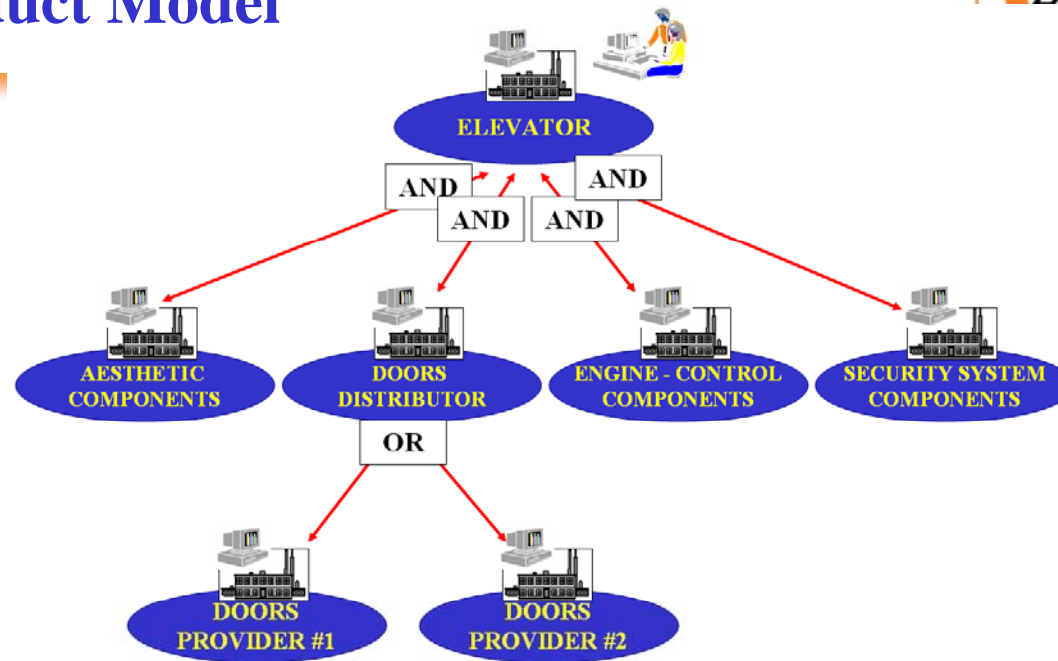 uct Model
ELEVATOR
AND
AND
AND
AND
AESTHETIC
COMPONENTS
DOORS
DISTRIBUTOR
ENGINE - CONTROL
COMPONENTS
SECURITY SYSTEM
COMPONENTS
OR
DOORS
PROVIDER #1
DOORS
PROVIDER #2